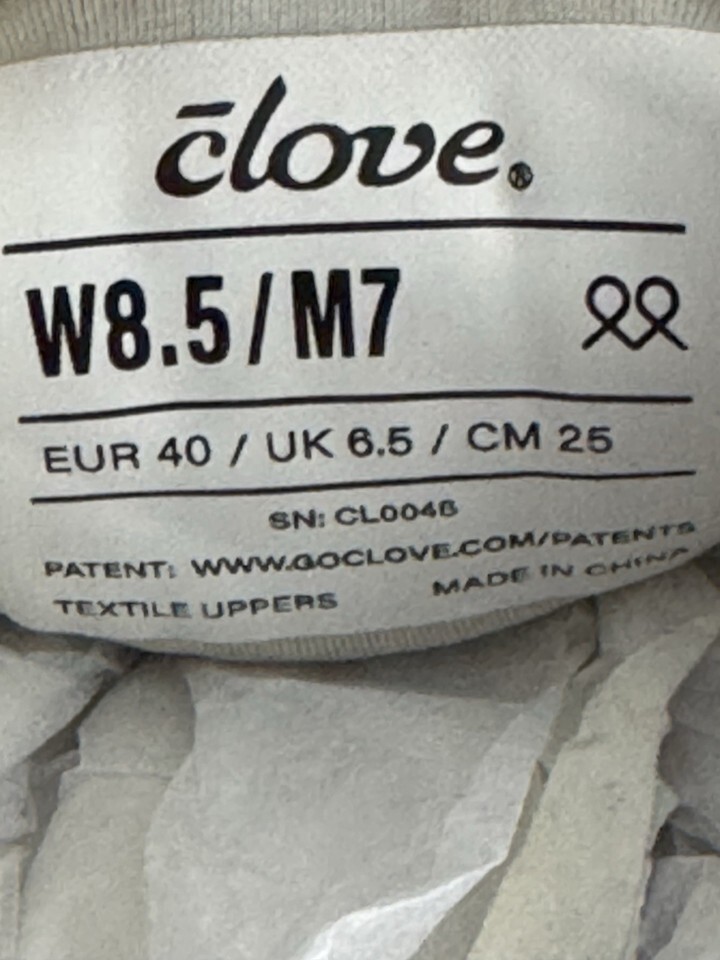 clove®
W8.5/M7
EUR 40 / UK 6.5 / CM 25
SN: CL0046
PATENT: WWW.GOCLOVE.COM/PATENTS
TEXTILE UPPERS MADE IN CHINA